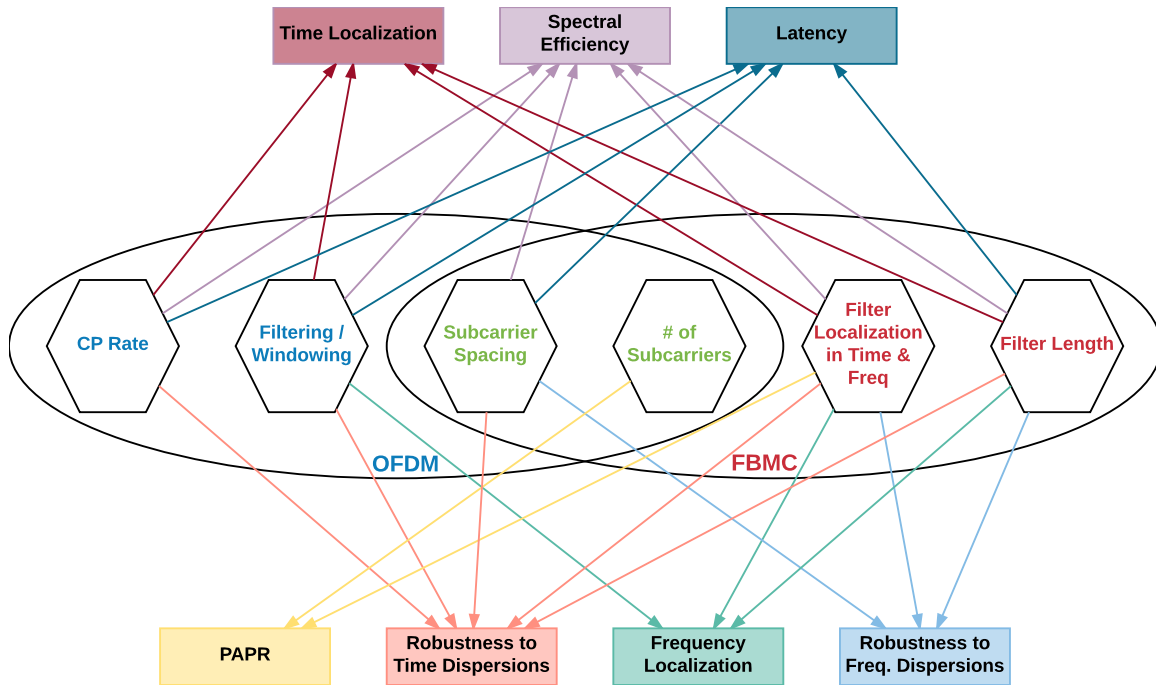 Time Localization
Spectral
Efficiency
Latency
CP Rate
Filtering /
Windowing
Subcarrier
Spacing
# of
Subcarriers
Filter
Localization
in Time &
Freq
Filter Length
OFDM
FBMC
PAPR
Robustness to
Time Dispersions
Frequency
Localization
Robustness to
Freq. Dispersions